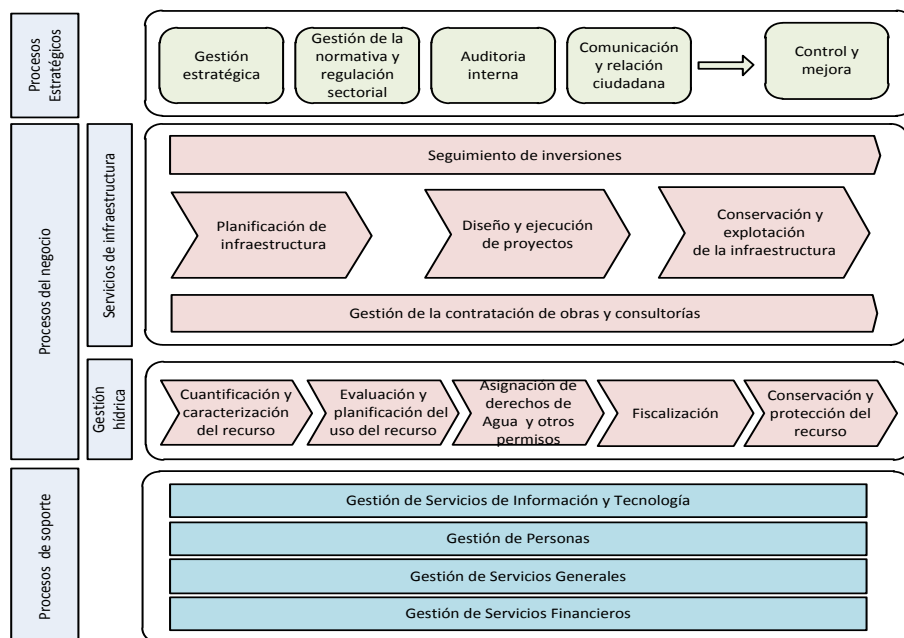 Procesos
Estratégicos
Gestión
estratégica
Gestión de la
normativa y
regulación
sectorial
Auditoria
interna
Comunicación
y relación
ciudadana
Control y
mejora
Procesos del negocio
Servicios de infraestructura
Seguimiento de inversiones
Planificación de
infraestructura
Diseño y ejecución
de proyectos
Conservación y
explotación
de la infraestructura
Gestión de la contratación de obras y consultorías
Gestión
hídrica
Cuantificación y
caracterización
del recurso
Evaluación y
planificación del
uso del recurso
Asignación de
derechos de
Agua y otros
permisos
Fiscalización
Conservación y
protección del
recurso
Procesos de soporte
Gestión de Servicios de Información y Tecnología
Gestión de Personas
Gestión de Servicios Generales
Gestión de Servicios Financieros